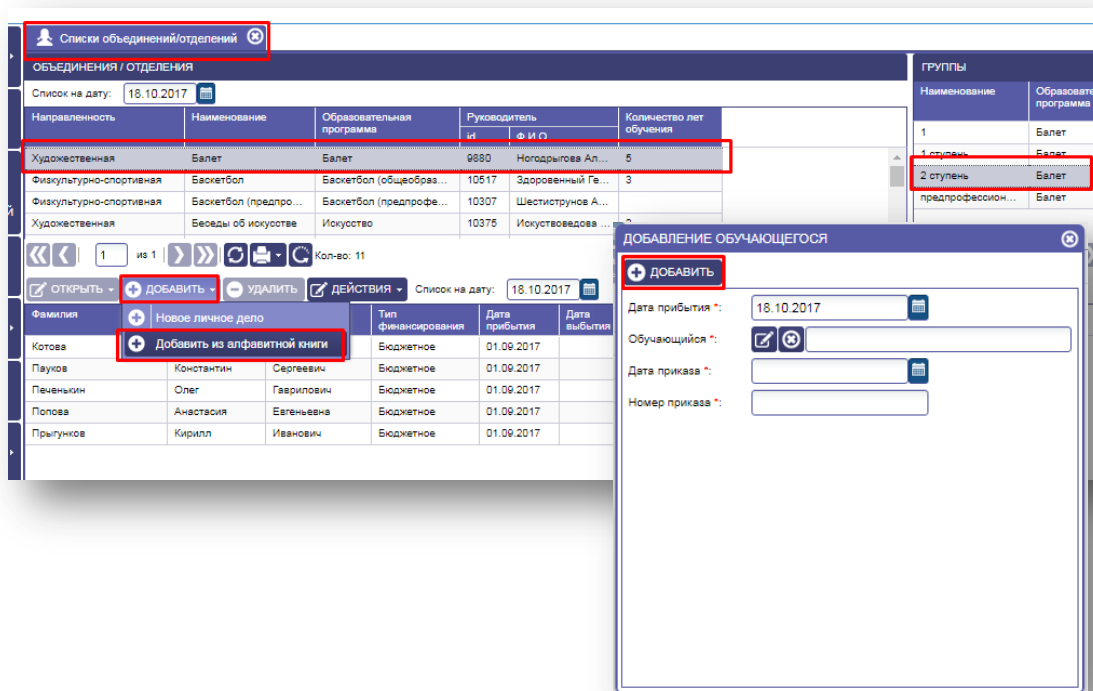 Списки объединений/отделений
ОБЪЕДИНЕНИЯ / ОТДЕЛЕНИЯ
Список на дату: 18.10.2017
Направленность Наименование Образовательная программа Руководитель id Ф.И.О. Количество лет обучения
Художественная Балет Балет 9880 Ногодрыгова Ал... 5
Физкультурно-спортивная Баскетбол Баскетбол (общеобраз... 10517 Здоровенный Ге... 3
Физкультурно-спортивная Баскетбол (предпро... Баскетбол (предпрофе... 10307 Шестиструнов А...
Художественная Беседы об искусстве Искусство 10375 Искуствоведова ...
1 из 1 Кол-во: 11
ГРУППЫ
Наименование Образовате программа
1 Балет
1 ступень Балет
2 ступень Балет
предпрофессион... Балет
ОТКРЫТЬ ДОБАВИТЬ УДАЛИТЬ ДЕЙСТВИЯ Список на дату: 18.10.2017
Новое личное дело
Добавить из алфавитной книги
Фамилия Тип финансирования Дата прибытия Дата выбытия
Котова Бюджетное 01.09.2017
Пауков Константин Сергеевич Бюджетное 01.09.2017
Печенькин Олег Гаврилович Бюджетное 01.09.2017
Попова Анастасия Евгеньевна Бюджетное 01.09.2017
Прыгунков Кирилл Иванович Бюджетное 01.09.2017
ДОБАВЛЕНИЕ ОБУЧАЮЩЕГОСЯ
ДОБАВИТЬ
Дата прибытия *: 18.10.2017
Обучающийся *:
Дата приказа *:
Номер приказа *: